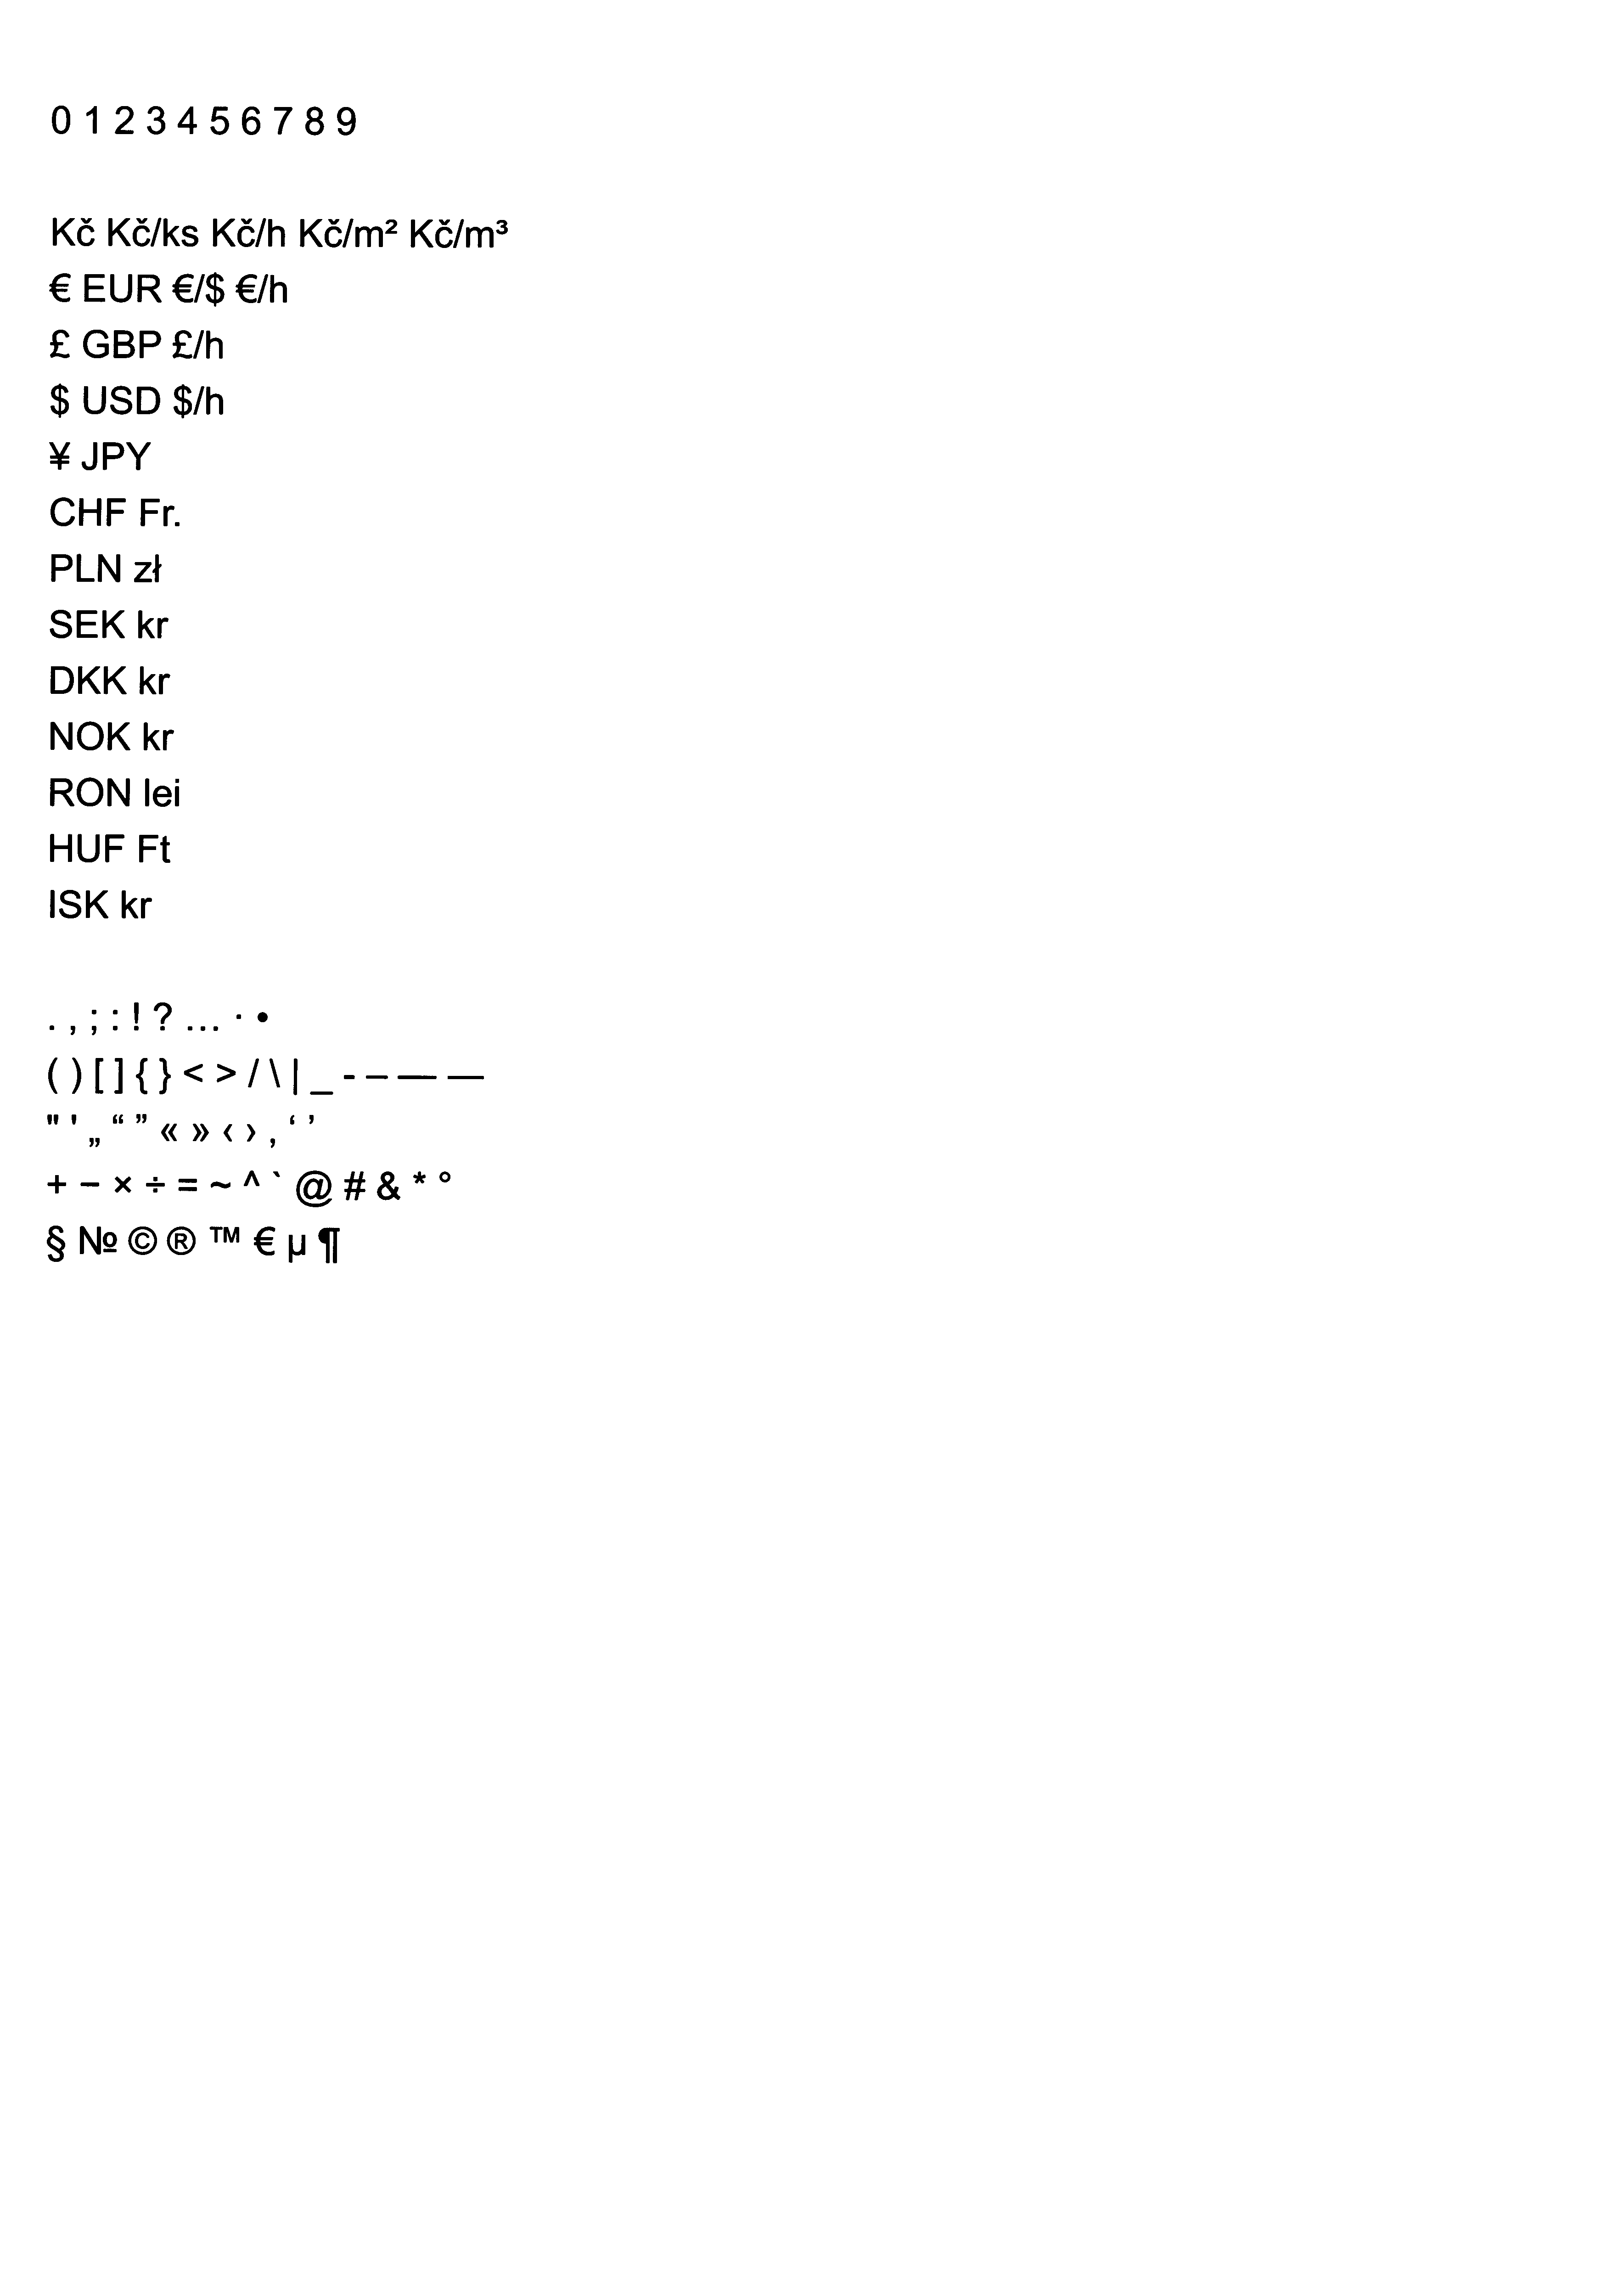 0 1 2 3 4 5 6 7 8 9
Kč Kč/ks Kč/h Kč/m² Kč/m³
€ EUR €/$ €/h
£ GBP £/h
$ USD $/h
¥ JPY
CHF Fr.
PLN zł
SEK kr
DKK kr
NOK kr
RON lei
HUF Ft
ISK kr
. , ; : ! ? … · •
( ) [ ] { } < > / \ | _ - – — ―
" ' „ “ ” « » ‹ › ‚ ‘ ’
+ − × ÷ = ~ ^ ` @ # & * °
§ № © ® ™ € µ ¶